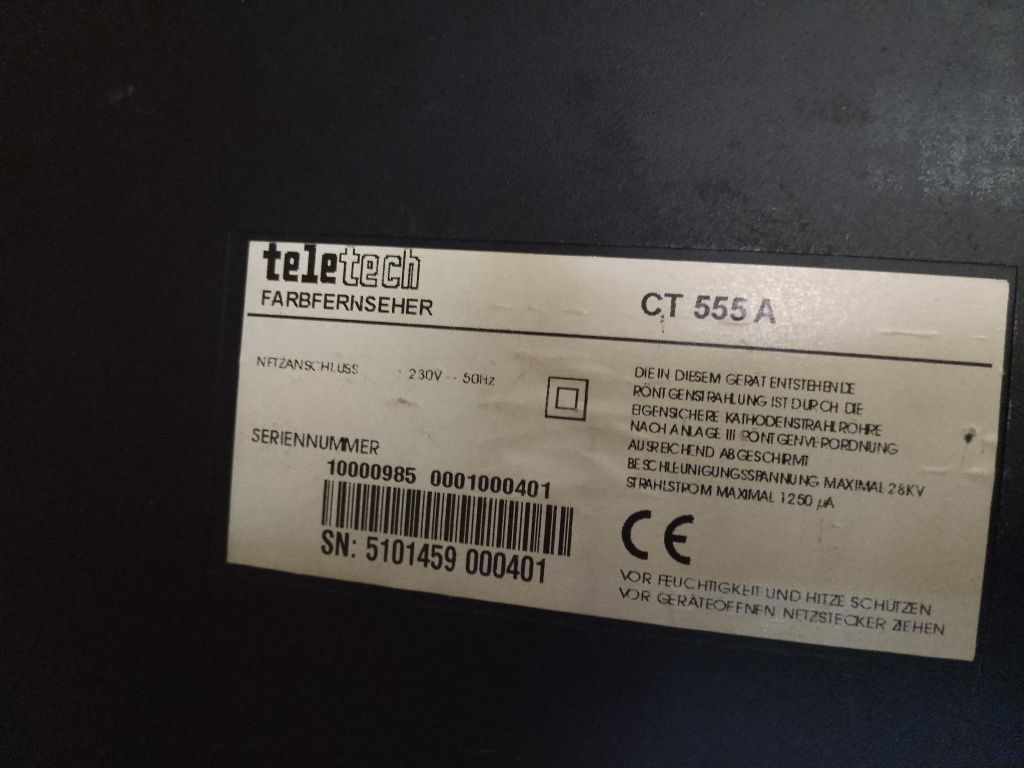 teletech
FARBFERNSEHER
CT 555 A
NETZANSCHLUSS : 230V ~ 50Hz
DIE IN DIESEM GERÄT ENTSTEHENDE
RÖNTGENSTRAHLUNG IST DURCH DIE
EIGENSICHERE KATHODENSTRAHLRÖHRE
NACH ANLAGE III RÖNTGENVERORDNUNG
AUSREICHEND ABGESCHIRMT
BESCHLEUNIGUNGSSPANNUNG MAXIMAL 28KV
STRAHLSTROM MAXIMAL 1250 µA
SERIENNUMMER
10000985 0001000401
SN: 5101459 000401
CE
VOR FEUCHTIGKEIT UND HITZE SCHÜTZEN
VOR GERÄTEÖFFNEN NETZSTECKER ZIEHEN